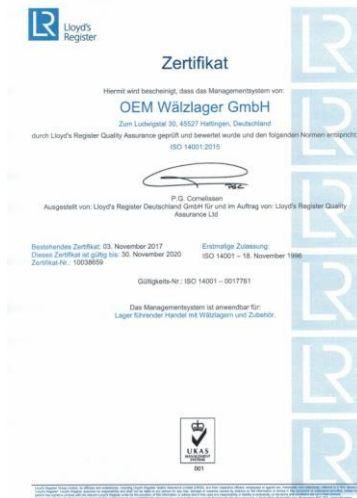 Lloyd's
Register
Zertifikat
Hiermit wird bescheinigt, dass das Managementsystem von:
OEM Wälzlager GmbH
Zum Ludwigstal 30, 45527 Hattingen, Deutschland
durch Lloyd's Register Quality Assurance geprüft und bewertet wurde und den folgenden Normen entspricht:
ISO 14001:2015
P.G. Cornelissen
Ausgestellt von: Lloyd's Register Deutschland GmbH für und im Auftrag von: Lloyd's Register Quality
Assurance Ltd
Bestehendes Zertifikat: 03. November 2017
Dieses Zertifikat ist gültig bis: 30. November 2020
Zertifikat-Nr.: 10038659
Erstmalige Zulassung:
ISO 14001 – 18. November 1996
Gültigkeits-Nr.: ISO 14001 – 0017761
Das Managementsystem ist anwendbar für:
Lager führender Handel mit Wälzlagern und Zubehör.
UKAS
MANAGEMENT
SYSTEMS
001